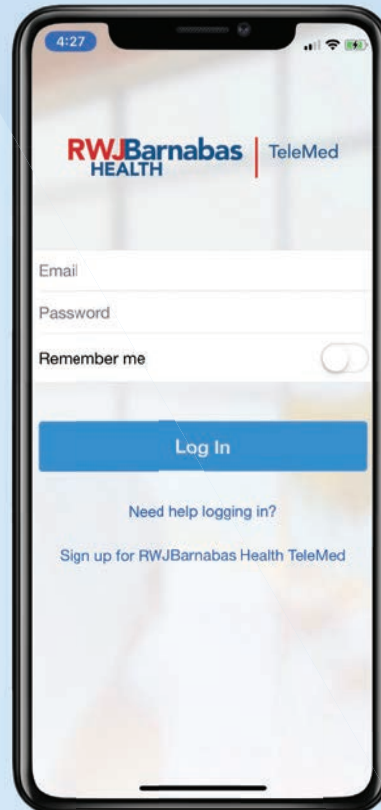 4:27
RWJBarnabas
HEALTH
TeleMed
Email
Password
Remember me
Log In
Need help logging in?
Sign up for RWJBarnabas Health TeleMed